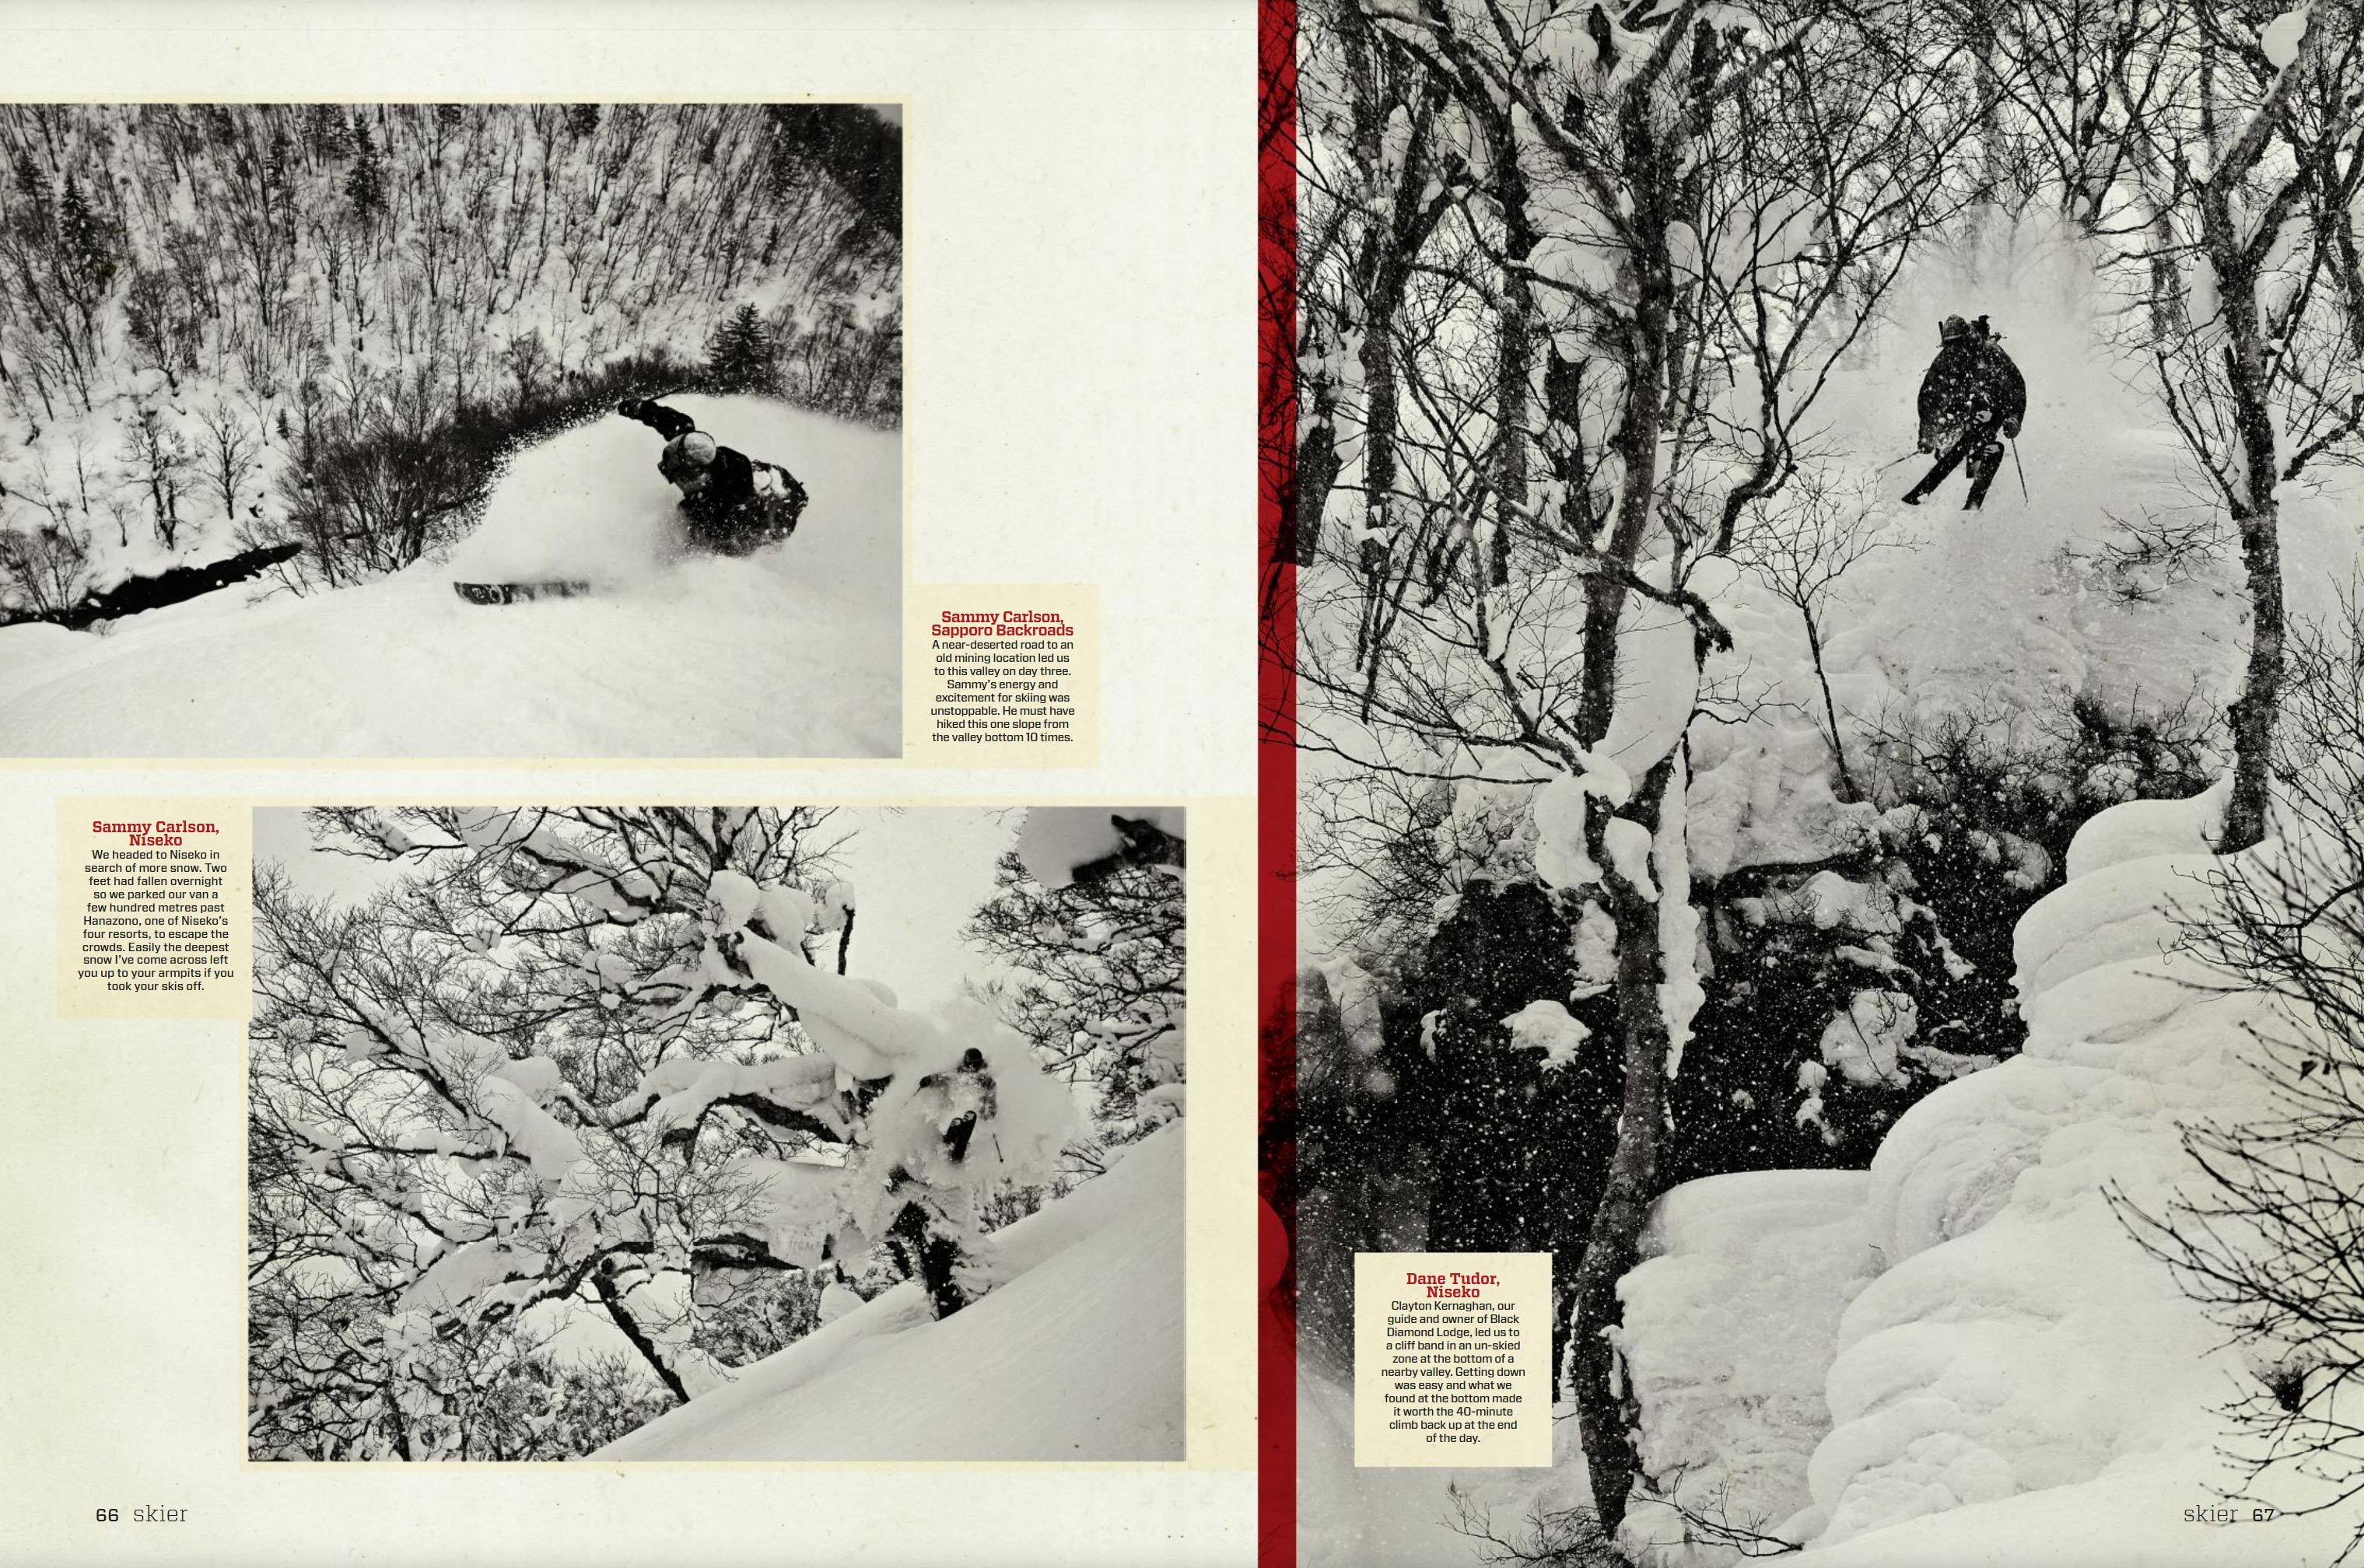 Sammy Carlson,
Sapporo Backroads
A near-deserted road to an
old mining location led us
to this valley on day three.
Sammy's energy and
excitement for skiing was
unstoppable. He must have
hiked this one slope from
the valley bottom 10 times.
Sammy Carlson,
Niseko
We headed to Niseko in
search of more snow. Two
feet had fallen overnight
so we parked our van a
few hundred metres past
Hanazono, one of Niseko's
four resorts, to escape the
crowds. Easily the deepest
snow I've come across left
you up to your armpits if you
took your skis off.
66 skier
Dane Tudor,
Niseko
Clayton Kernaghan, our
guide and owner of Black
Diamond Lodge, led us to
a cliff band in an un-skied
zone at the bottom of a
nearby valley. Getting down
was easy and what we
found at the bottom made
it worth the 40-minute
climb back up at the end
of the day.
skier 67